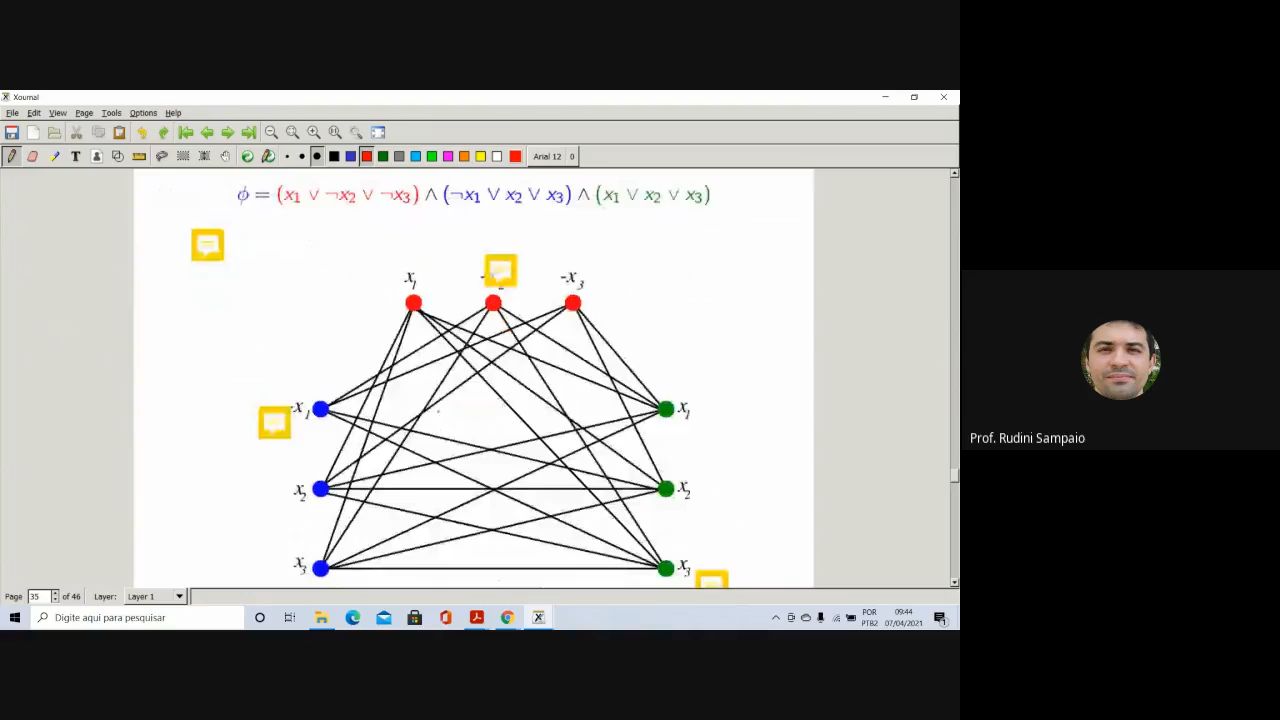 Xournal
File Edit View Page Tools Options Help
Arial 12 0
ϕ = (x₁ ∨ ¬x₂ ∨ ¬x₃) ∧ (¬x₁ ∨ x₂ ∨ x₃) ∧ (x₁ ∨ x₂ ∨ x₃)
x₁ -x₃
-x₁ x₁
x₂ x₂
x₃ x₃
Page 35 of 46 Layer: Layer 1
Digite aqui para pesquisar
POR 09:44
PTB2 07/04/2021
Prof. Rudini Sampaio